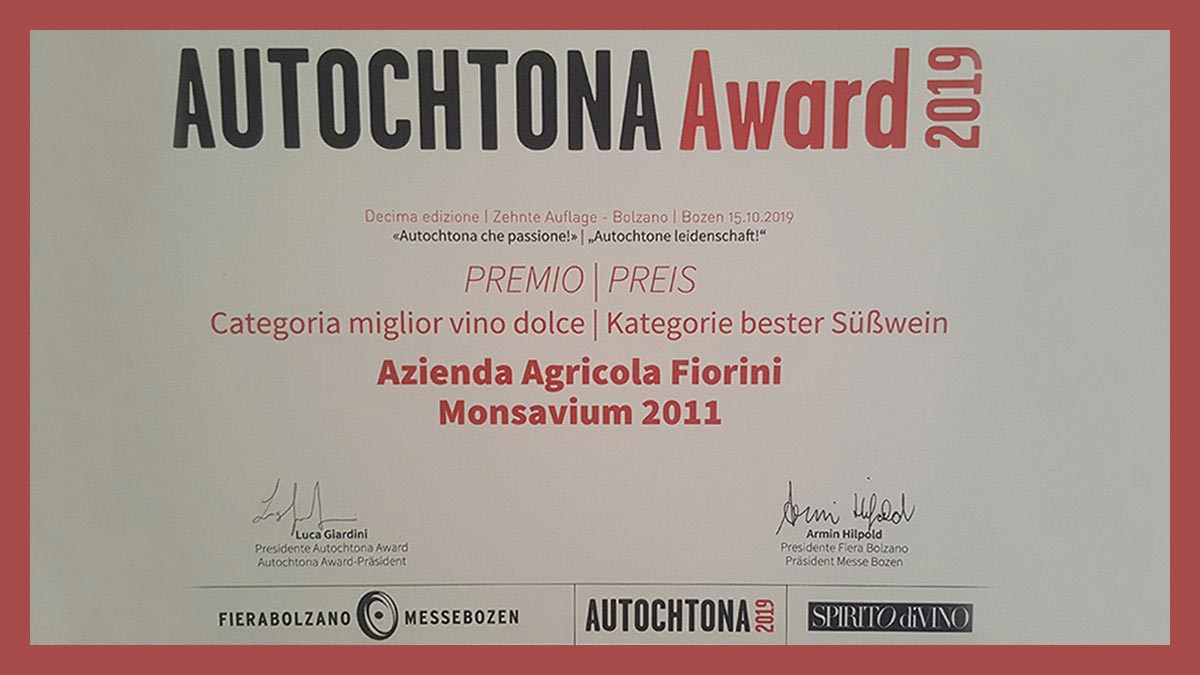 AUTOCHTONA Award 2019
Decima edizione | Zehnte Auflage - Bolzano | Bozen 15.10.2019
«Autochtona che passione!» | „Autochtone leidenschaft!“
PREMIO | PREIS
Categoria miglior vino dolce | Kategorie bester Süßwein
Azienda Agricola Fiorini
Monsavium 2011
Armin Hilpold
Luca Giardini
Presidente Autochtona Award
Autochtona Award-Präsident
Armin Hilpold
Presidente Fiera Bolzano
Präsident Messe Bozen
FIERABOLZANO MESSEBOZEN
AUTOCHTONA 2019
SPIRITO diVINO